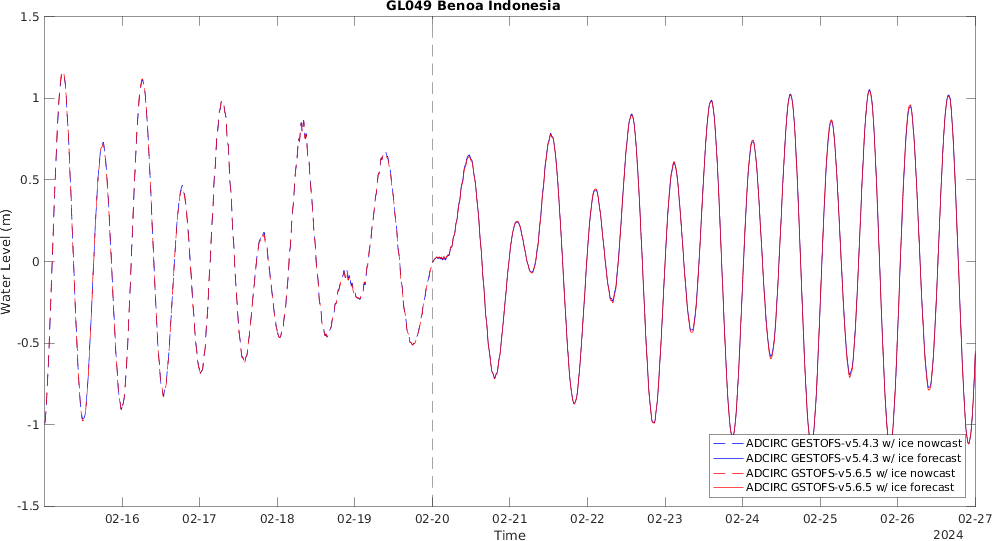 GL049 Benoa Indonesia
1.5
1
0.5
0
-0.5
-1
-1.5
Water Level (m)
ADCIRC GESTOFS-v5.4.3 w/ ice nowcast
ADCIRC GESTOFS-v5.4.3 w/ ice forecast
ADCIRC GSTOFS-v5.6.5 w/ ice nowcast
ADCIRC GSTOFS-v5.6.5 w/ ice forecast
02-16 02-17 02-18 02-19 02-20 02-21 02-22 02-23 02-24 02-25 02-26 02-27
Time
2024